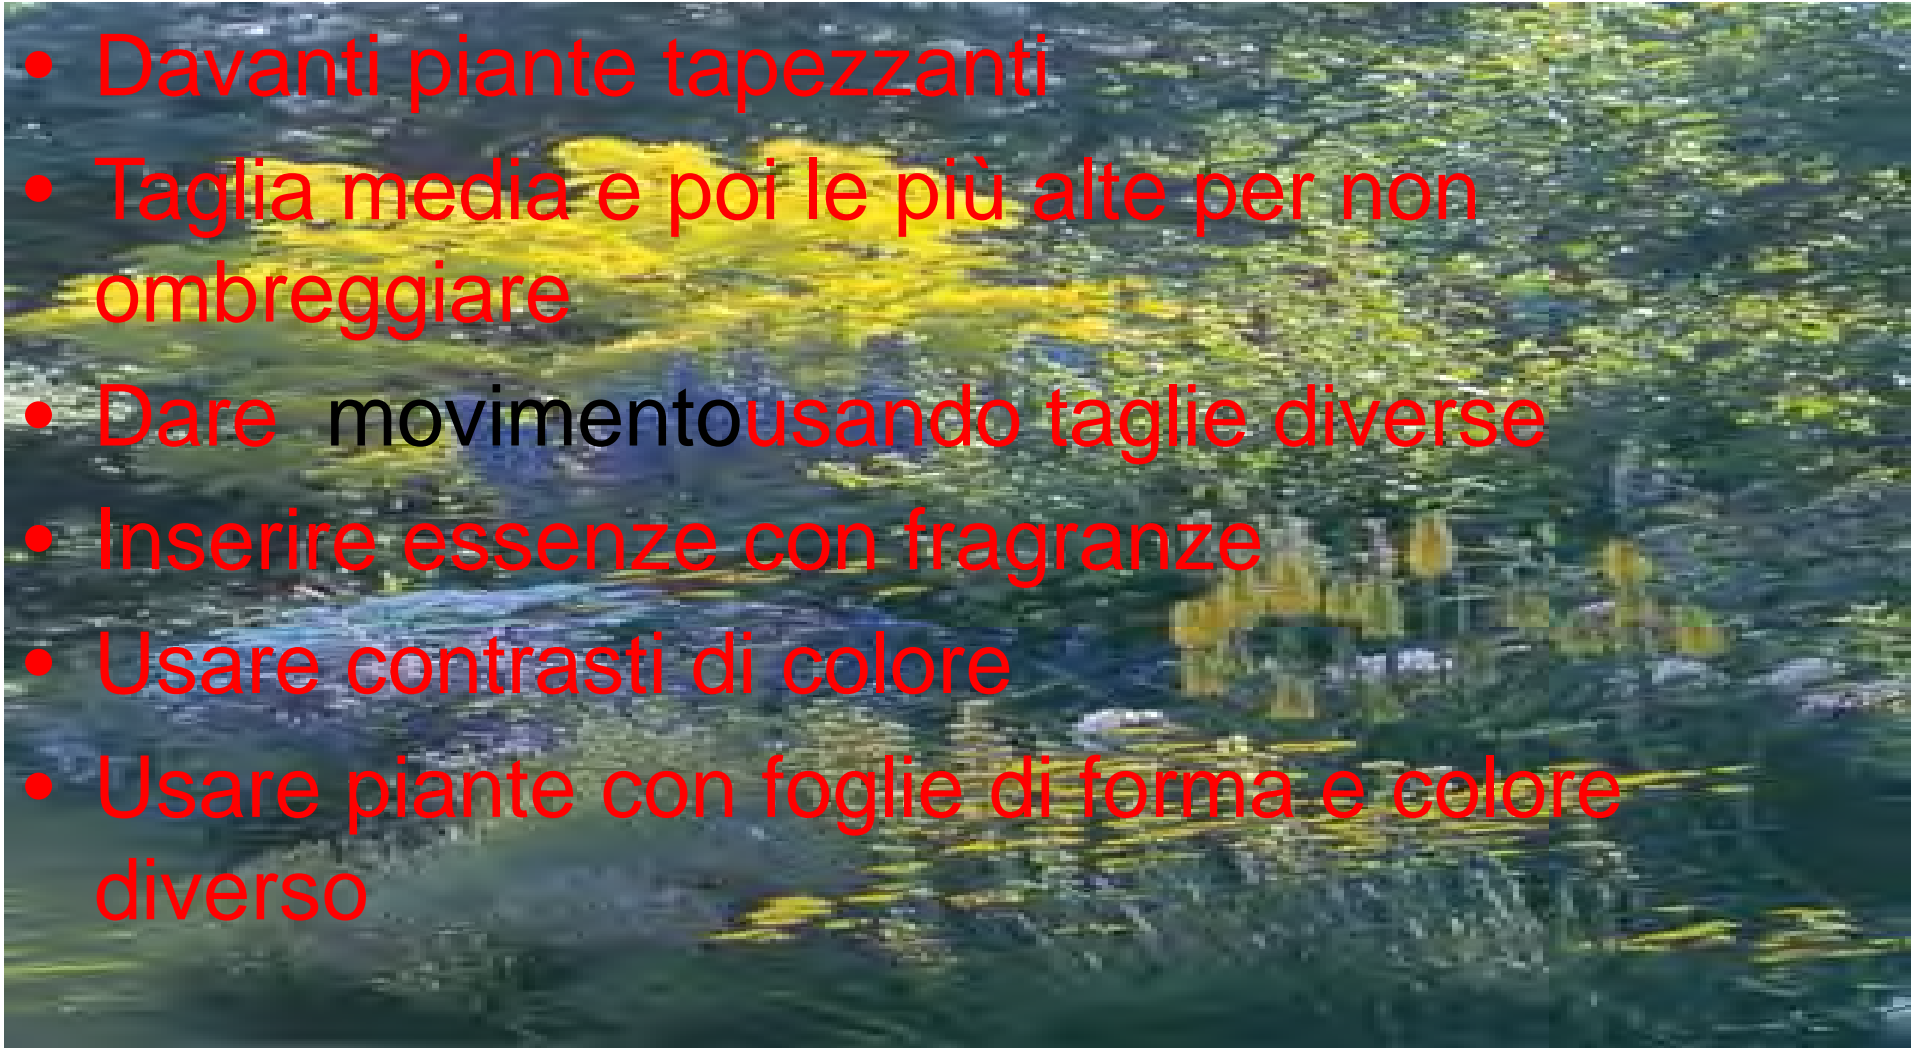 • Davanti piante tapezzanti
• Taglia media e poi le più alte per non
ombreggiare
• Dare movimentousando taglie diverse
• Inserire essenze con fragranze
• Usare contrasti di colore
• Usare piante con foglie di forma e colore
diverso